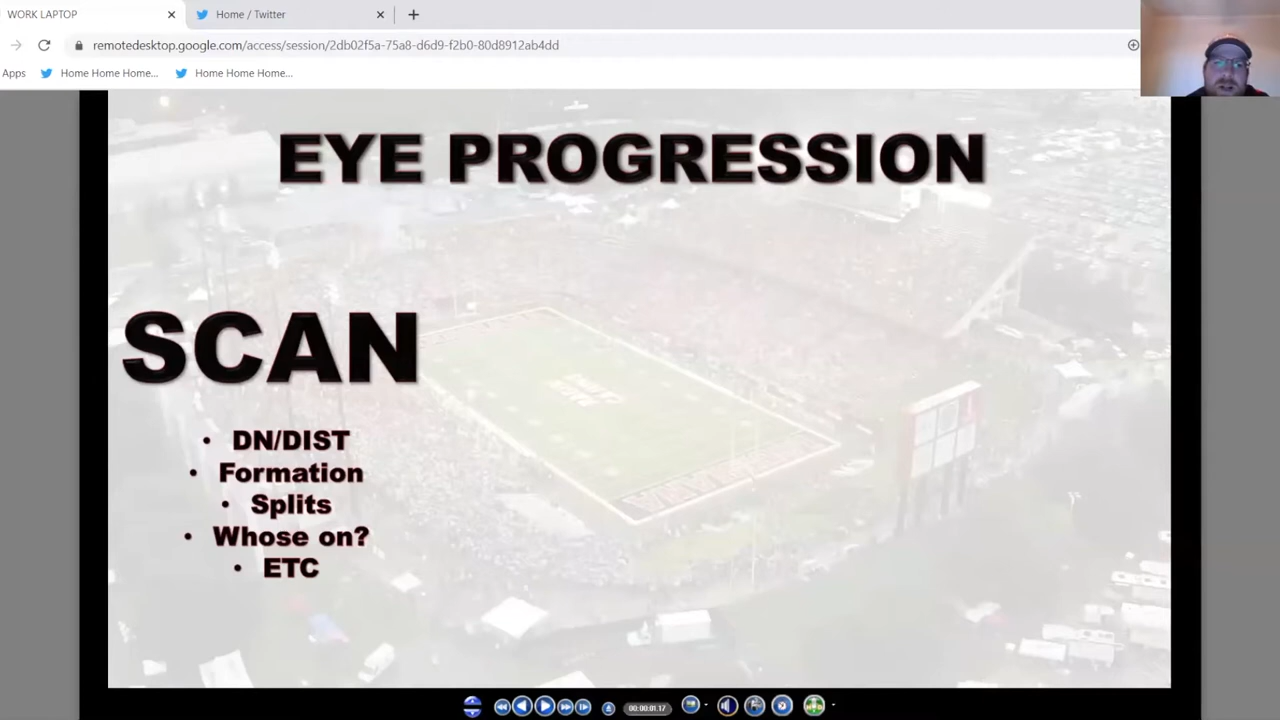 WORK LAPTOP
Home / Twitter
remotedesktop.google.com/access/session/2db02f5a-75a8-d6d9-f2b0-80d8912ab4dd
Apps
Home Home Home...
Home Home Home...
EYE PROGRESSION
SCAN
• DN/DIST
• Formation
• Splits
• Whose on?
• ETC
00:00:01.17